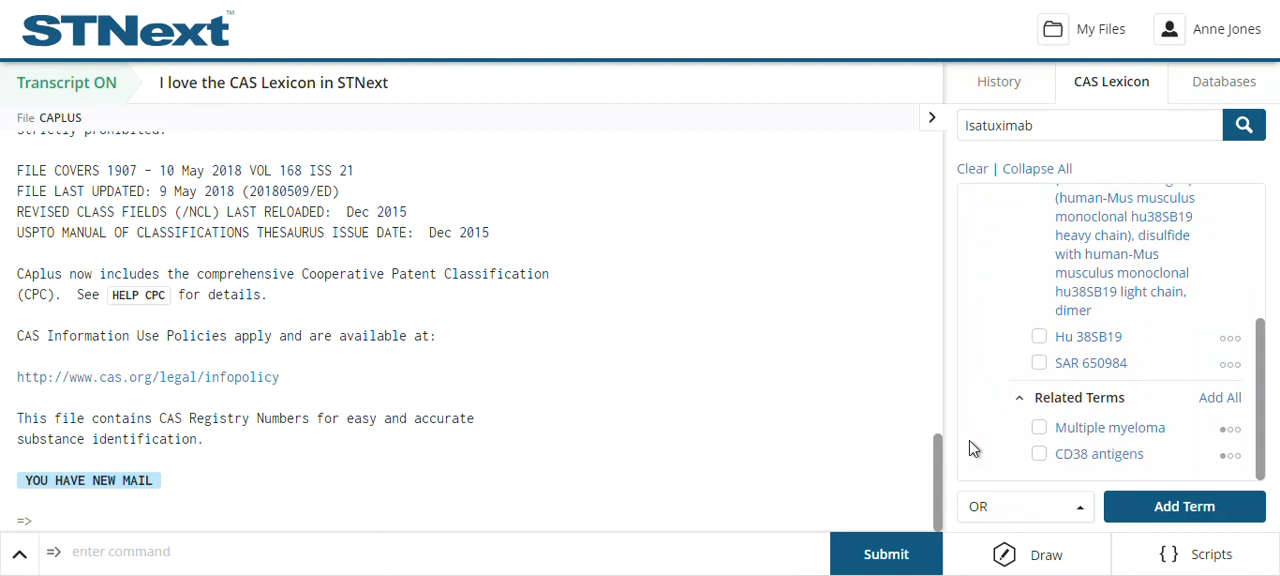 STNext™
My Files
Anne Jones
Transcript ON
I love the CAS Lexicon in STNext
History
CAS Lexicon
Databases
File CAPLUS
Strictly prohibited.
FILE COVERS 1907 - 10 May 2018 VOL 168 ISS 21
FILE LAST UPDATED: 9 May 2018 (20180509/ED)
REVISED CLASS FIELDS (/NCL) LAST RELOADED: Dec 2015
USPTO MANUAL OF CLASSIFICATIONS THESAURUS ISSUE DATE: Dec 2015
CAplus now includes the comprehensive Cooperative Patent Classification
(CPC). See HELP CPC for details.
CAS Information Use Policies apply and are available at:
http://www.cas.org/legal/infopolicy
This file contains CAS Registry Numbers for easy and accurate
substance identification.
YOU HAVE NEW MAIL
=>
=> enter command
Submit
Isatuximab
Clear | Collapse All
(human-Mus musculus
monoclonal hu38SB19
heavy chain), disulfide
with human-Mus
musculus monoclonal
hu38SB19 light chain,
dimer
Hu 38SB19
SAR 650984
Related Terms Add All
Multiple myeloma
CD38 antigens
OR
Add Term
Draw
{ } Scripts